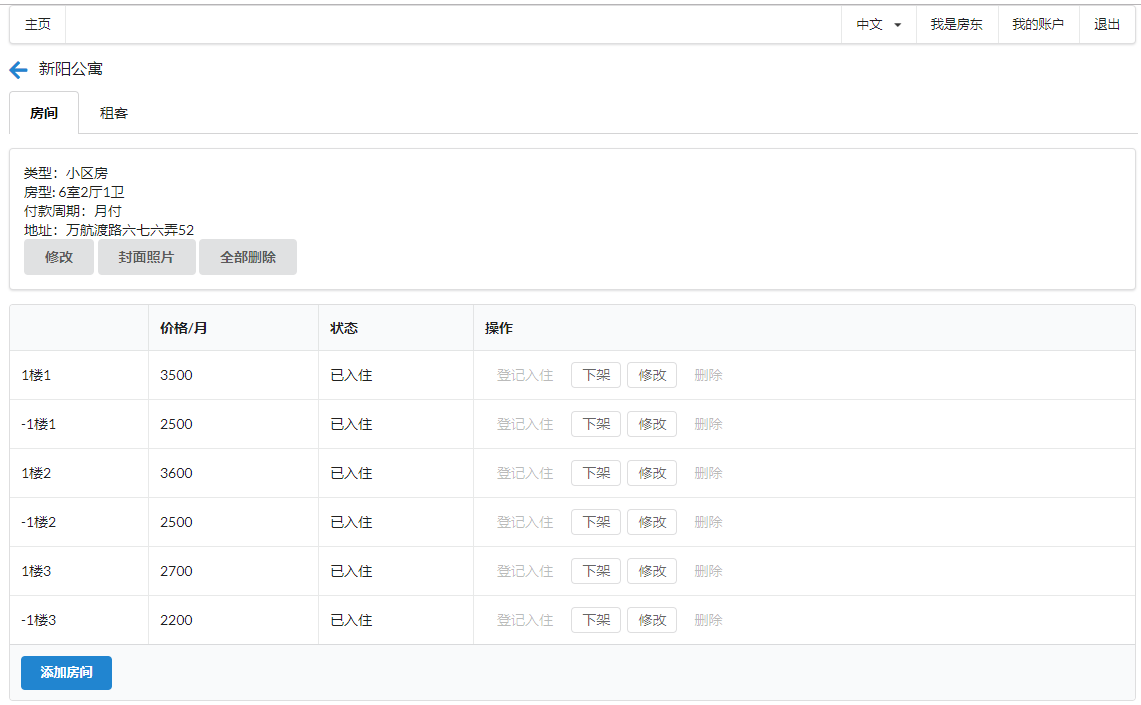 主页 中文 我是房东 我的账户 退出
新阳公寓
房间 租客
类型：小区房
房型: 6室2厅1卫
付款周期：月付
地址：万航渡路六七六弄52
修改 封面照片 全部删除
价格/月 状态 操作
1楼1 3500 已入住 登记入住 下架 修改 删除
-1楼1 2500 已入住 登记入住 下架 修改 删除
1楼2 3600 已入住 登记入住 下架 修改 删除
-1楼2 2500 已入住 登记入住 下架 修改 删除
1楼3 2700 已入住 登记入住 下架 修改 删除
-1楼3 2200 已入住 登记入住 下架 修改 删除
添加房间